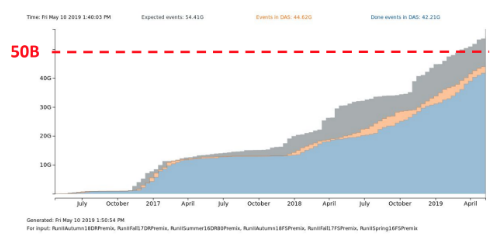 Time: Fri May 10 2019 1:40:03 PM Expected events: 54.41G Events in DAS: 44.62G Done events in DAS: 42.22G
50B
40G
30G
20G
10G
July October 2017 April July October 2018 April July October 2019 April
Generated: Fri May 10 2019 1:50:54 PM
For input: RunIIAutumn18DRPremix, RunIIFall17DRPremix, RunIISummer16DR80Premix, RunIIAutumn18FSPremix, RunIIFall17FSPremix, RunIISpring16FSPremix